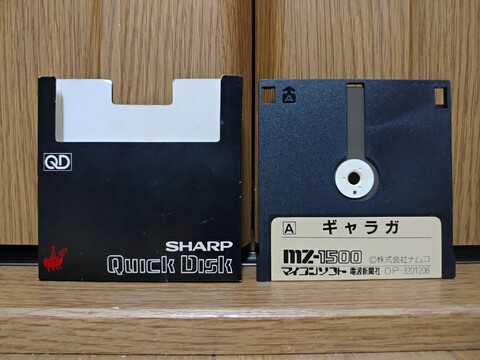 QD
SHARP
Quick Disk
A
A ギャラガ
mz-1500 ©株式会社ナムコ
マイコンソフト 電波新聞社 DP-3201206